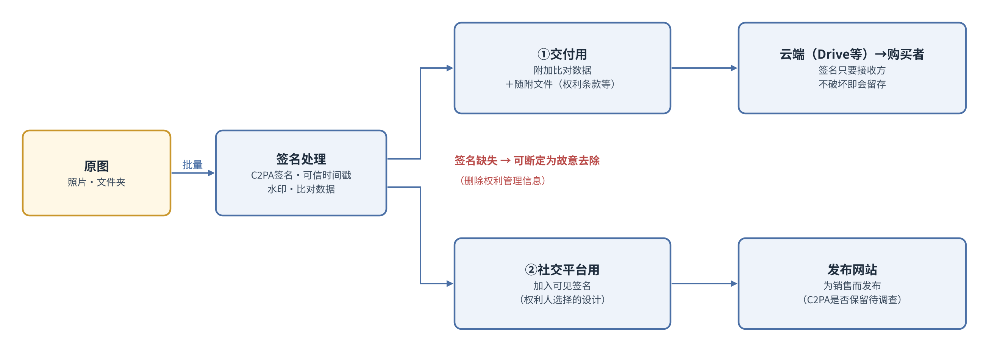 原图
照片・文件夹
批量
签名处理
C2PA签名・可信时间戳
水印・比对数据
①交付用
附加比对数据
＋随附文件（权利条款等）
云端（Drive等）→购买者
签名只要接收方
不破坏即会留存
签名缺失 → 可断定为故意去除
（删除权利管理信息）
②社交平台用
加入可见签名
（权利人选择的设计）
发布网站
为销售而发布
（C2PA是否保留待调查）